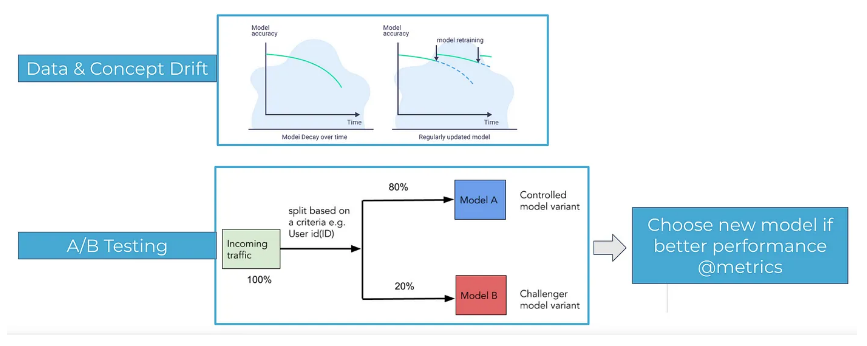 Data & Concept Drift
Model
accuracy
Time
Model Decay over time
Model
accuracy
model retraining
Time
Regularly updated model
A/B Testing
Incoming
traffic
100%
split based on
a criteria e.g.
User id(ID)
80%
Model A
Controlled
model variant
20%
Model B
Challenger
model variant
Choose new model if
better performance
@metrics